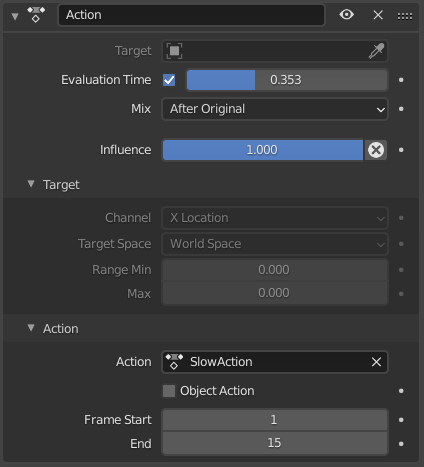 Action
Target
Evaluation Time 0.353
Mix After Original
Influence 1.000
Target
Channel X Location
Target Space World Space
Range Min 0.000
Max 0.000
Action
Action SlowAction
Object Action
Frame Start 1
End 15